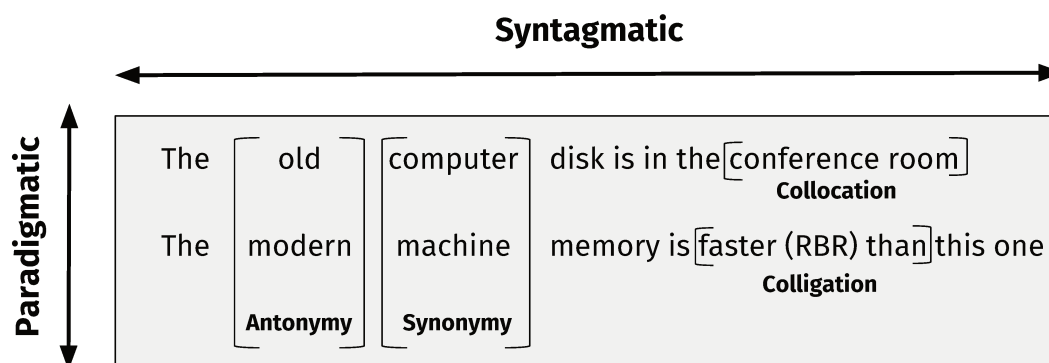 Syntagmatic
Paradigmatic
The old computer disk is in the conference room
Collocation
The modern machine memory is faster (RBR) than this one
Colligation
Antonymy Synonymy